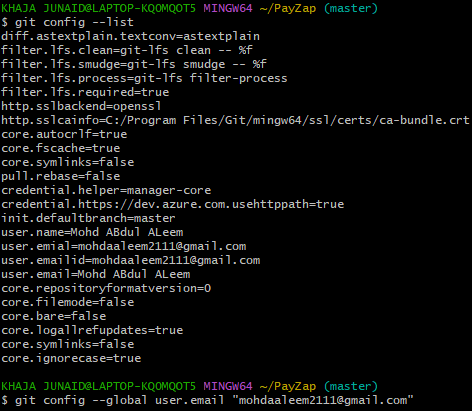 KHAJA JUNAID@LAPTOP-KQOMQOT5 MINGW64 ~/PayZap (master)
$ git config --list
diff.astextplain.textconv=astextplain
filter.lfs.clean=git-lfs clean -- %f
filter.lfs.smudge=git-lfs smudge -- %f
filter.lfs.process=git-lfs filter-process
filter.lfs.required=true
http.sslbackend=openssl
http.sslcainfo=C:/Program Files/Git/mingw64/ssl/certs/ca-bundle.crt
core.autocrlf=true
core.fscache=true
core.symlinks=false
pull.rebase=false
credential.helper=manager-core
credential.https://dev.azure.com.usehttppath=true
init.defaultbranch=master
user.name=Mohd ABdul ALeem
user.emial=mohdaaleem2111@gmail.com
user.emailid=mohdaaleem2111@gmail.com
user.email=Mohd ABdul ALeem
core.repositoryformatversion=0
core.filemode=false
core.bare=false
core.logallrefupdates=true
core.symlinks=false
core.ignorecase=true
KHAJA JUNAID@LAPTOP-KQOMQOT5 MINGW64 ~/PayZap (master)
$ git config --global user.email "mohdaaleem2111@gmail.com"